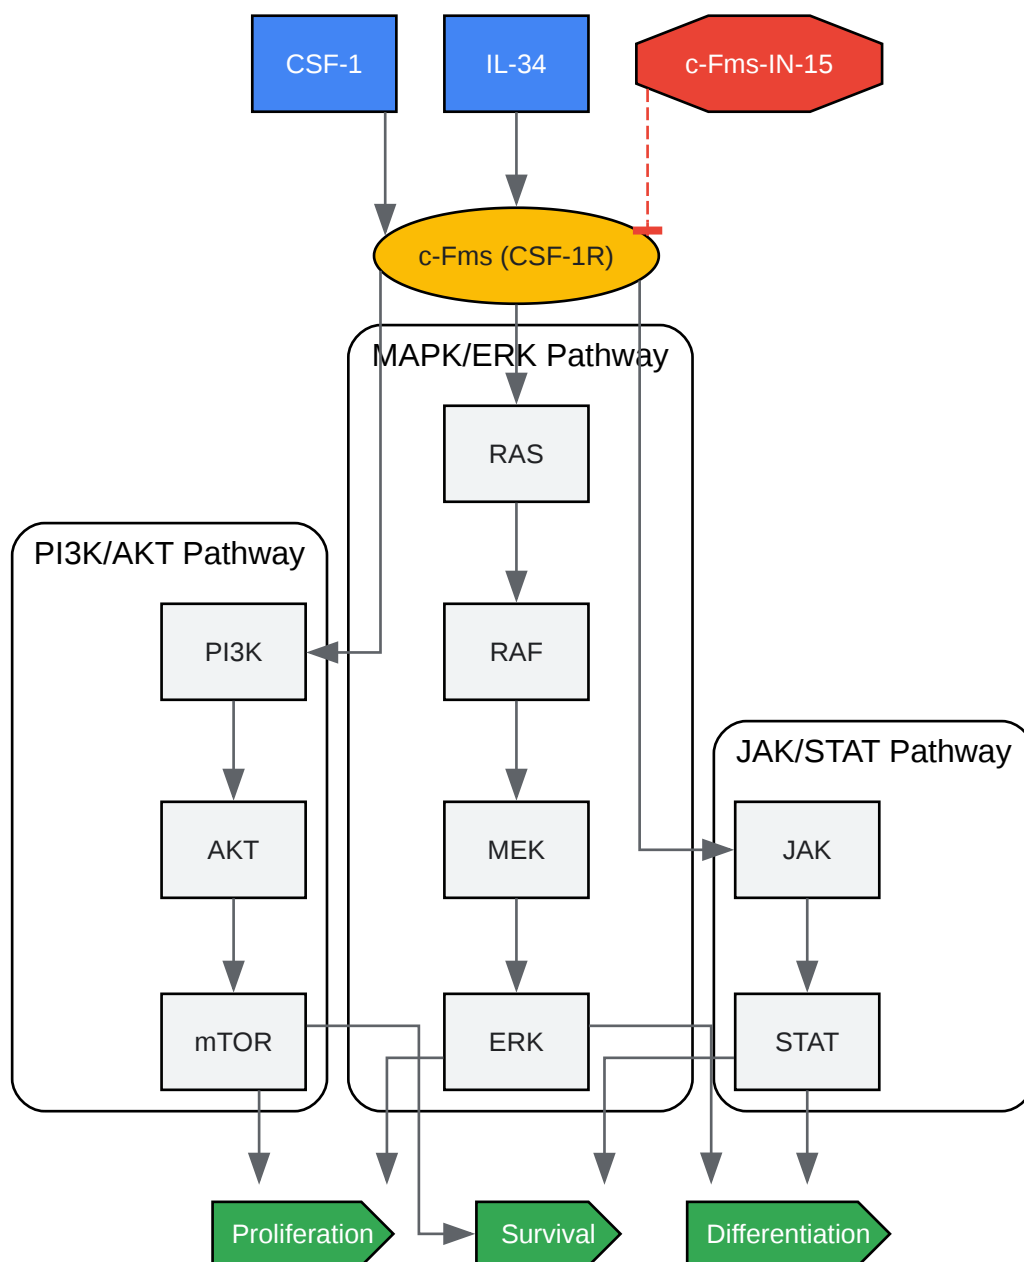 CSF-1
IL-34
c-Fms-IN-15
c-Fms (CSF-1R)
MAPK/ERK Pathway
RAS
PI3K/AKT Pathway
PI3K
RAF
JAK/STAT Pathway
AKT
MEK
JAK
mTOR
ERK
STAT
Proliferation
Survival
Differentiation